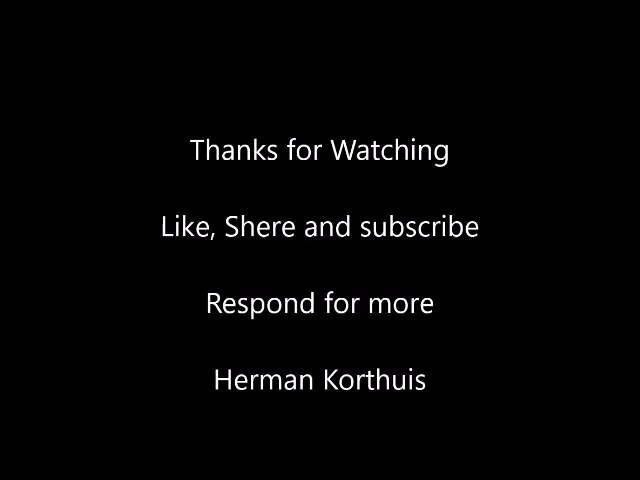 Thanks for Watching
Like, Shere and subscribe
Respond for more
Herman Korthuis